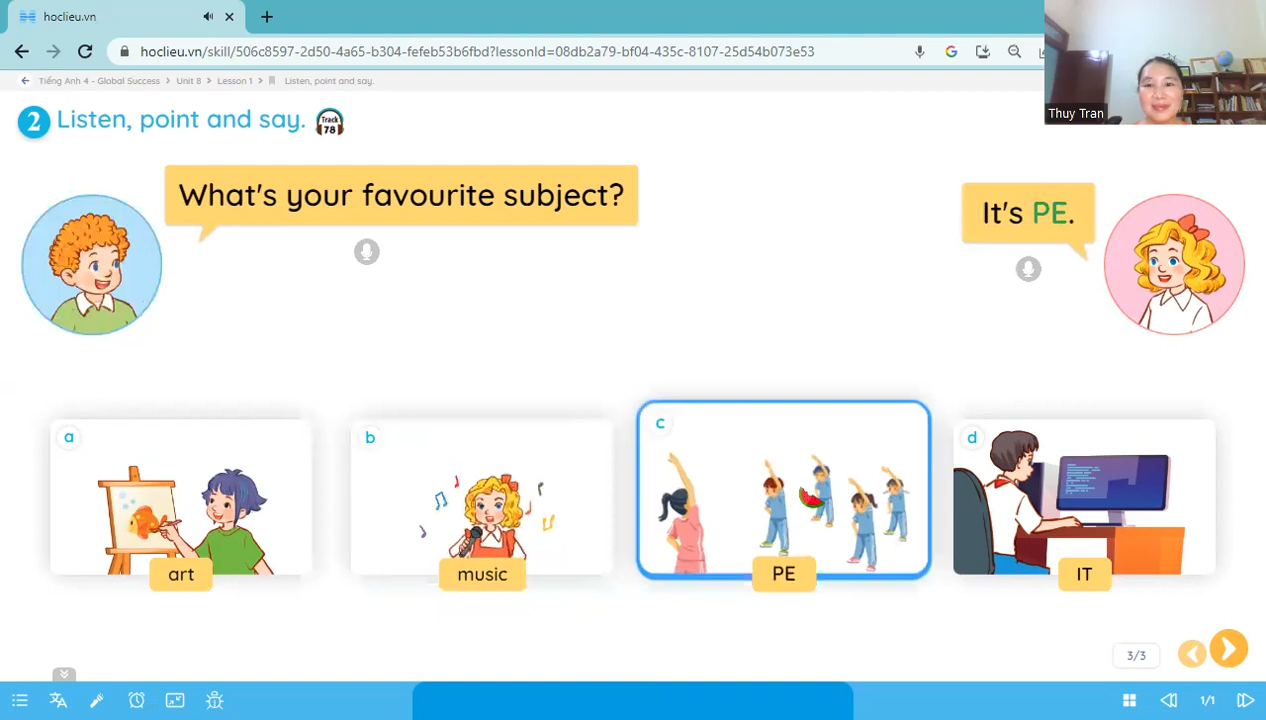 hoclieu.vn
hoclieu.vn/skill/506c8597-2d50-4a65-b304-fefeb53b6fbd?lessonId=08db2a79-bf04-435c-8107-25d54b073e53
Tiếng Anh 4 - Global Success > Unit 8 > Lesson 1 > Listen, point and say.
Thuy Tran
2 Listen, point and say. Track 78
What's your favourite subject?
It's PE.
a
b
c
d
art
music
PE
IT
3/3
1/1